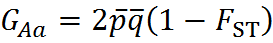 G_{Aa} = 2p̄q̄(1 − F_{ST})